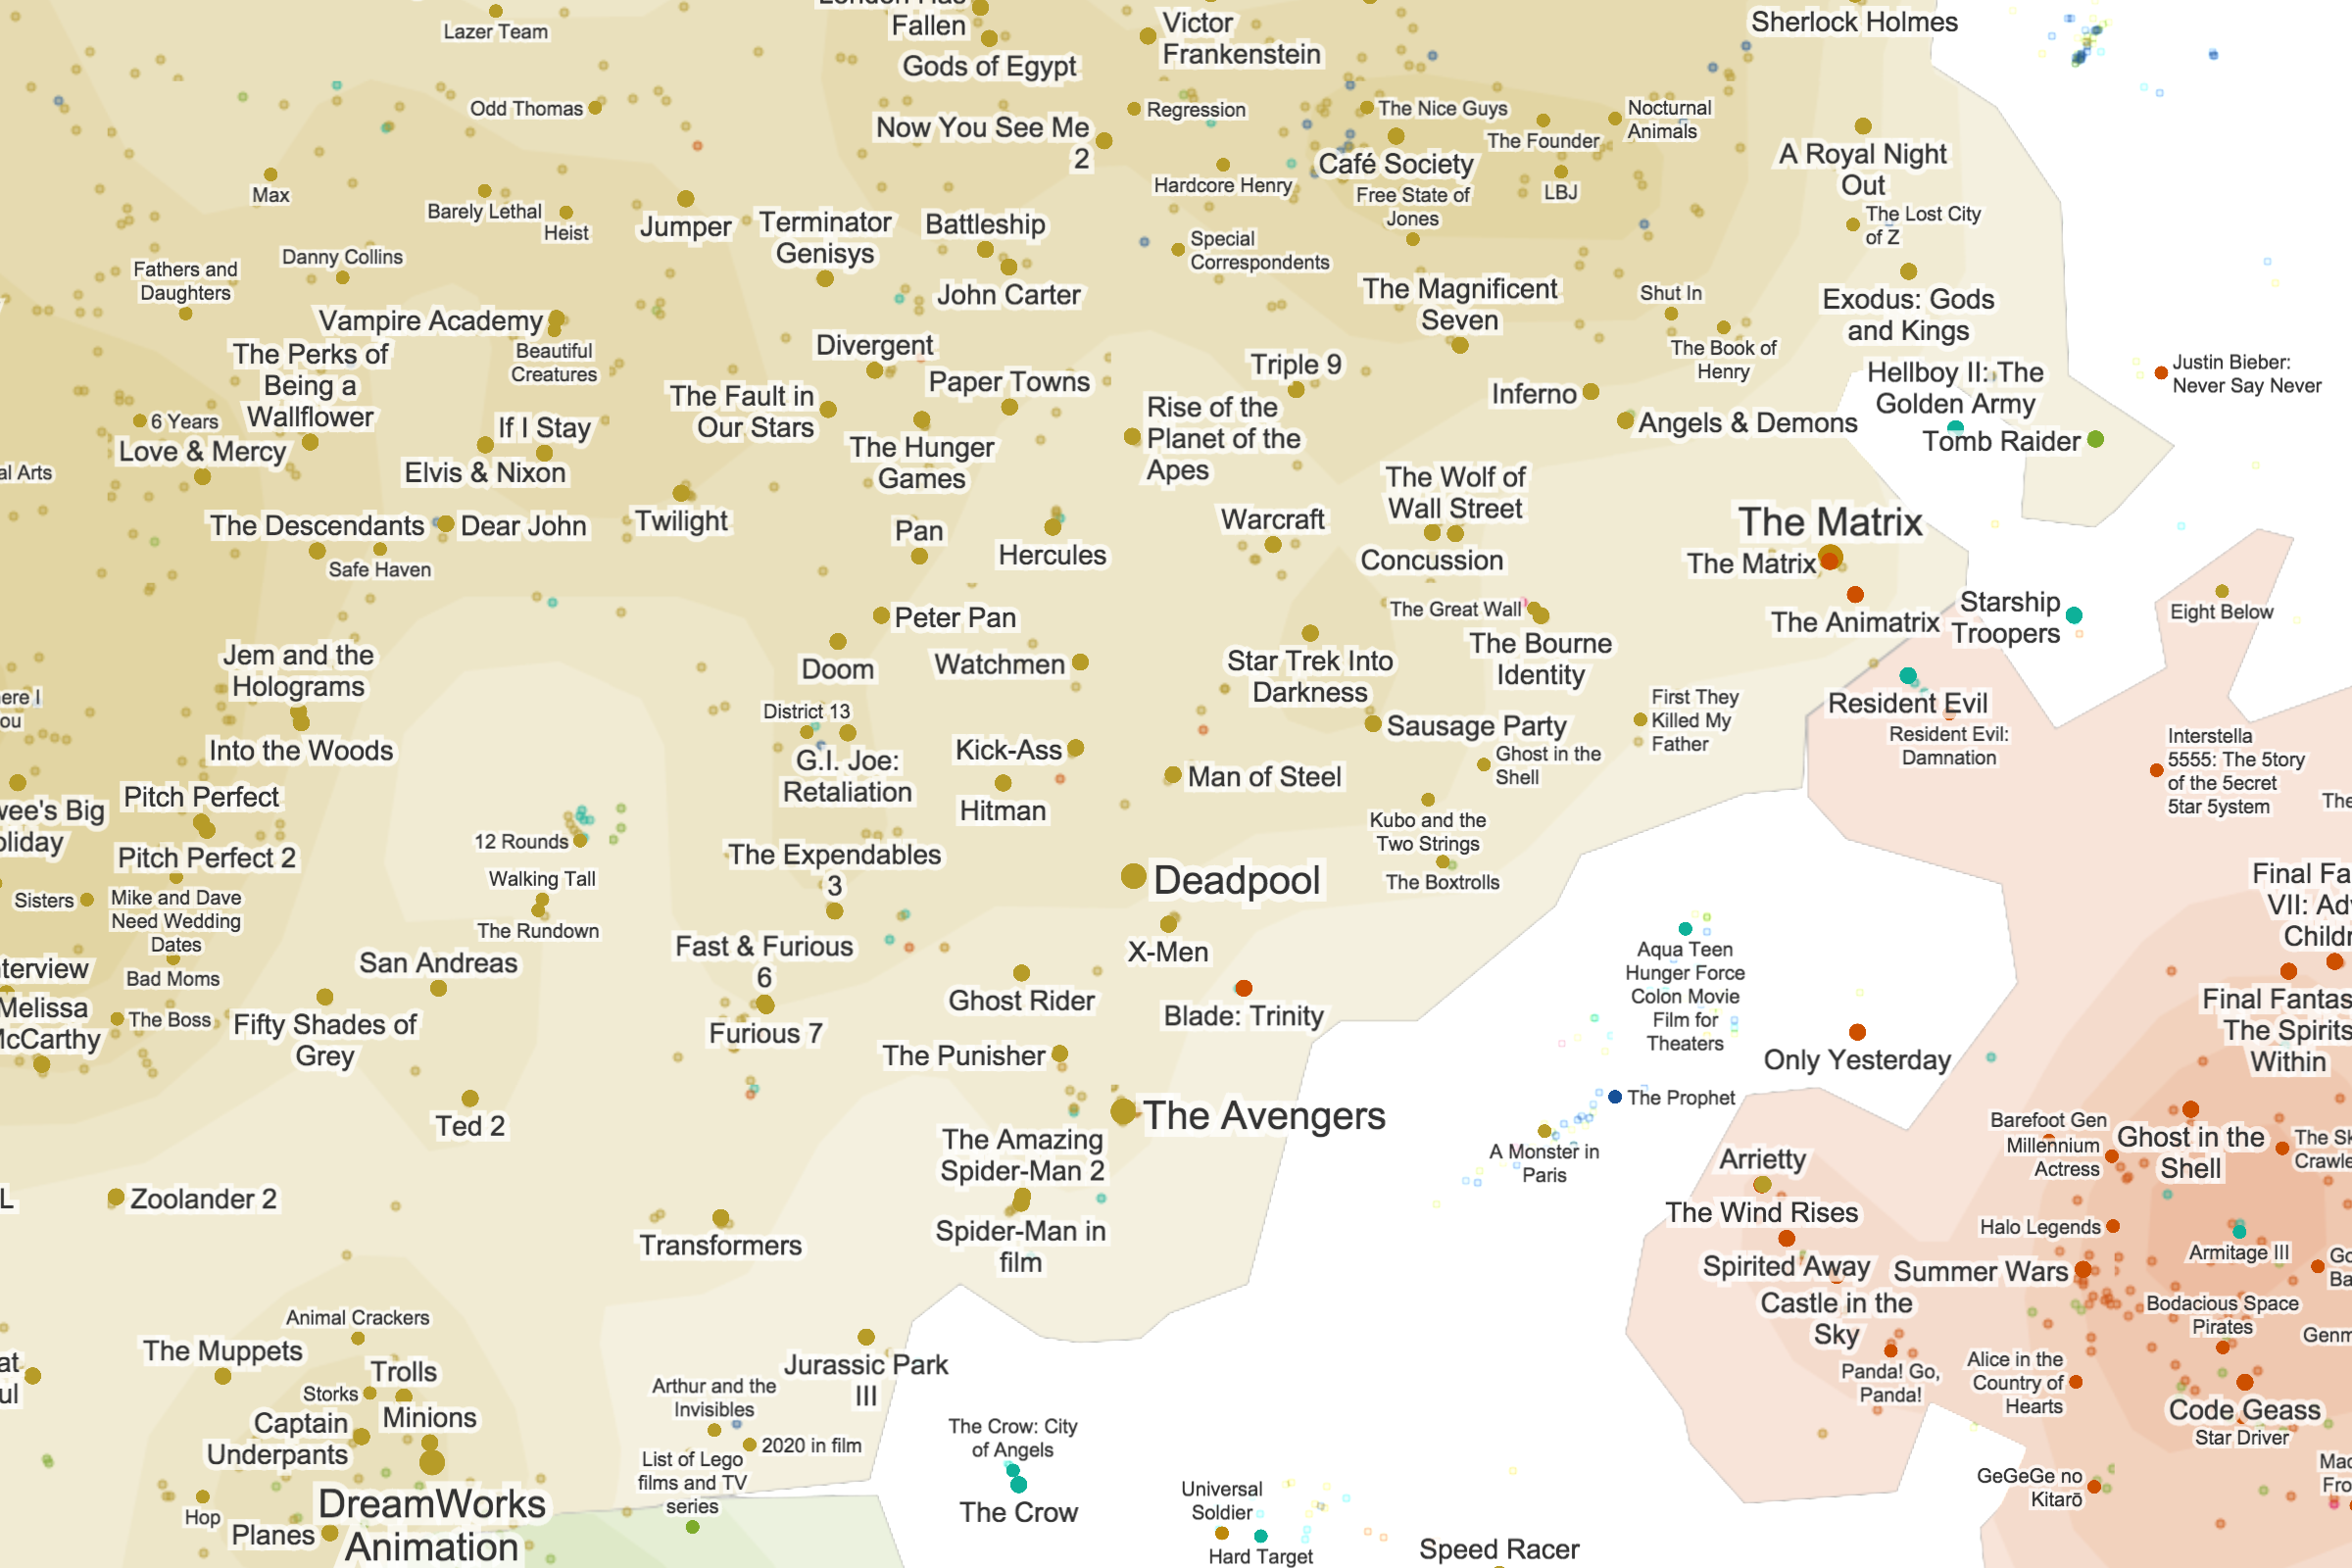 Fallen
Lazer Team
Gods of Egypt
Victor
Frankenstein
Sherlock Holmes
Odd Thomas
Now You See Me
2
Regression
The Nice Guys
The Founder
Nocturnal
Animals
Café Society
Hardcore Henry
Free State of
Jones
LBJ
A Royal Night
Out
The Lost City
of Z
Max
Barely Lethal
Heist
Jumper
Terminator
Genisys
Battleship
John Carter
Special
Correspondents
The Magnificent
Seven
Shut In
The Book of
Henry
Exodus: Gods
and Kings
Fathers and
Daughters
Danny Collins
Vampire Academy
Beautiful
Creatures
The Perks of
Being a
Wallflower
6 Years
Love & Mercy
If I Stay
Elvis & Nixon
The Fault in
Our Stars
Divergent
Paper Towns
The Hunger
Games
Triple 9
Rise of the
Planet of the
Apes
Inferno
Angels & Demons
Hellboy II: The
Golden Army
Tomb Raider
Justin Bieber:
Never Say Never
al Arts
The Descendants
Dear John
Safe Haven
Twilight
Pan
Hercules
Warcraft
The Wolf of
Wall Street
Concussion
The Matrix
The Matrix
The Animatrix
Starship
Troopers
Eight Below
Peter Pan
Doom
Watchmen
The Great Wall
The Bourne
Identity
Star Trek Into
Darkness
Resident Evil
Resident Evil:
Damnation
Jem and the
Holograms
Into the Woods
ere I
ou
District 13
G.I. Joe:
Retaliation
Kick-Ass
Hitman
Man of Steel
Sausage Party
Ghost in the
Shell
First They
Killed My
Father
Interstella
5555: The 5tory
of the 5ecret
5tar 5ystem
The
wee's Big
oliday
Pitch Perfect
Pitch Perfect 2
12 Rounds
Walking Tall
The Rundown
The Expendables
3
Deadpool
X-Men
Kubo and the
Two Strings
The Boxtrolls
Sisters
Mike and Dave
Need Wedding
Dates
Bad Moms
nterview
Melissa
McCarthy
The Boss
San Andreas
Fifty Shades of
Grey
Fast & Furious
6
Furious 7
Ghost Rider
Blade: Trinity
The Punisher
Aqua Teen
Hunger Force
Colon Movie
Film for
Theaters
Only Yesterday
Final Fa
VII: Adv
Childr
Final Fantas
The Spirits
Within
Ted 2
The Avengers
The Amazing
Spider-Man 2
Spider-Man in
film
The Prophet
A Monster in
Paris
Arrietty
The Wind Rises
Spirited Away
Castle in the
Sky
Panda! Go,
Panda!
Barefoot Gen
Millennium
Actress
Ghost in the
Shell
The Sk
Crawle
Halo Legends
Armitage III
Go
Ba
Summer Wars
Bodacious Space
Pirates
Genm
Alice in the
Country of
Hearts
Code Geass
Star Driver
GeGeGe no
Kitarō
Mac
Fro
L
Zoolander 2
Transformers
Animal Crackers
The Muppets
Trolls
Storks
Captain
Underpants
Minions
at
ul
Hop
Planes
DreamWorks
Animation
Jurassic Park
III
Arthur and the
Invisibles
2020 in film
List of Lego
films and TV
series
The Crow: City
of Angels
The Crow
Universal
Soldier
Hard Target
Speed Racer